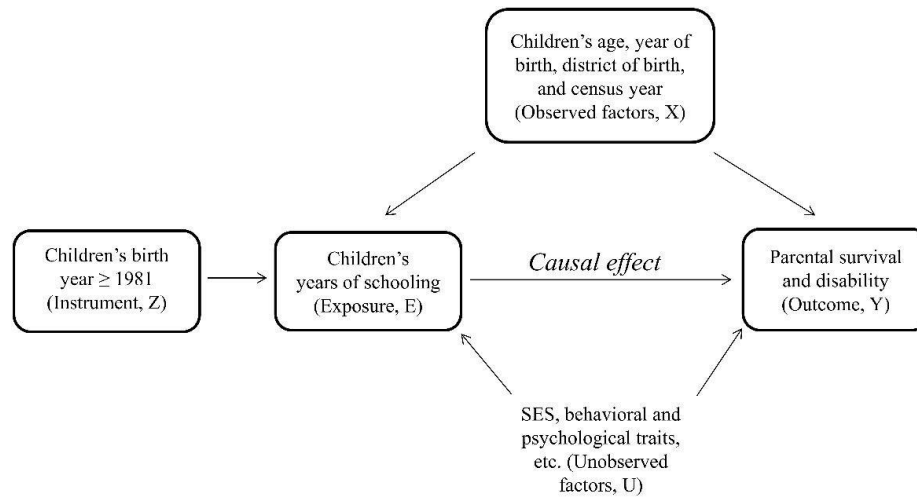 Children’s age, year of
birth, district of birth,
and census year
(Observed factors, X)
Children’s birth
year ≥ 1981
(Instrument, Z)
Children’s
years of schooling
(Exposure, E)
Causal effect
Parental survival
and disability
(Outcome, Y)
SES, behavioral and
psychological traits,
etc. (Unobserved
factors, U)